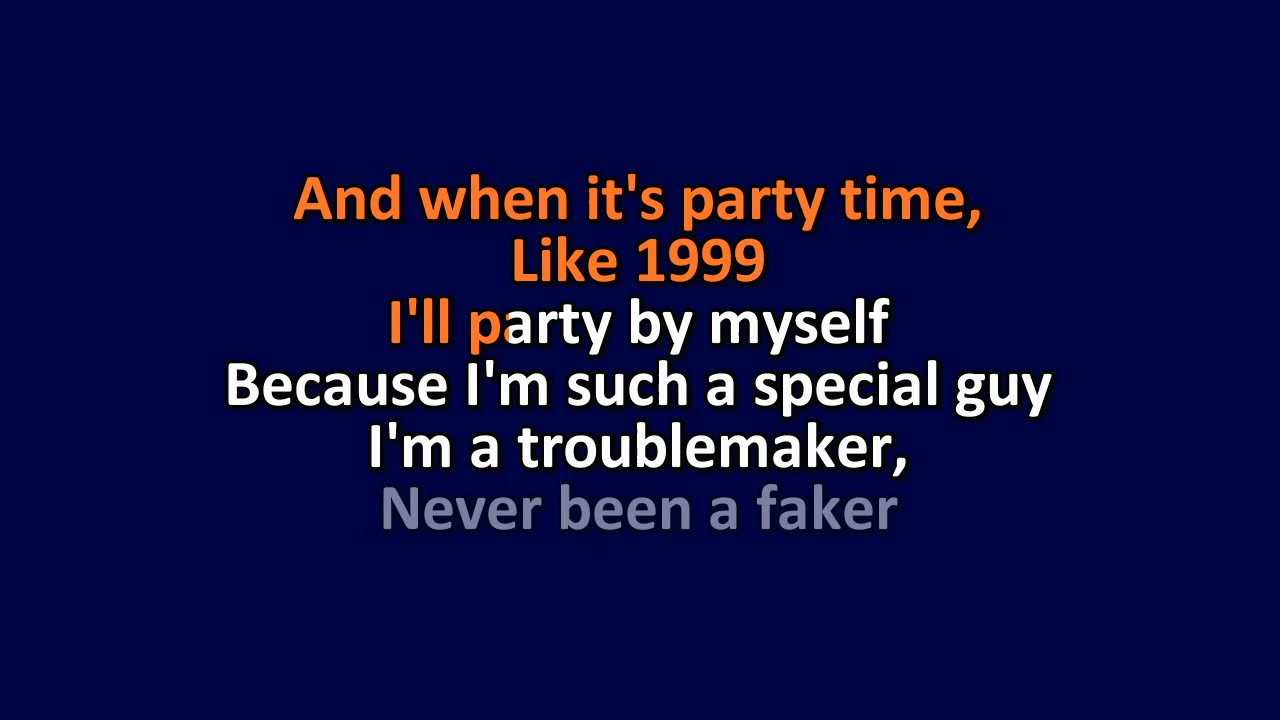 And when it's party time,
Like 1999
I'll party by myself
Because I'm such a special guy
I'm a troublemaker,
Never been a faker